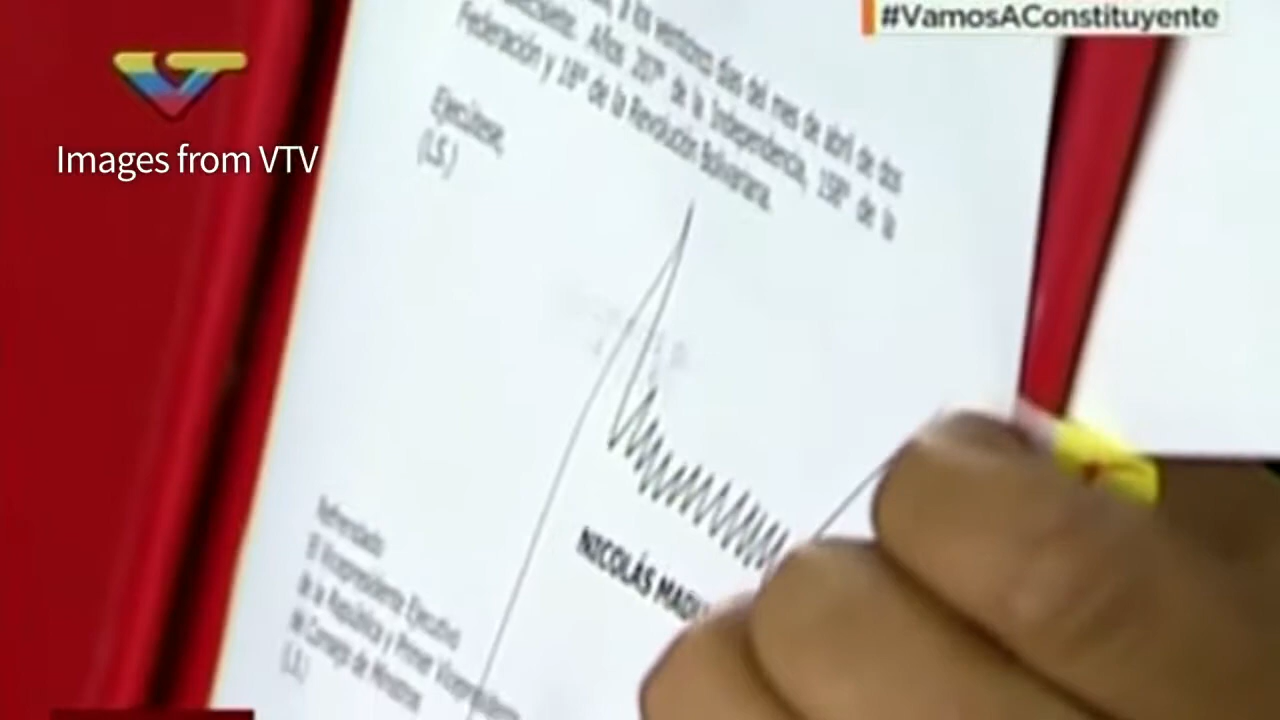 #VamosAConstituyente
Images from VTV
a los veintitrés días del mes de abril de dos
Años 207° de la Independencia, 158° de la
Federación y 18° de la Revolución Bolivariana.
Ejecútese,
(L.S.)
NICOLÁS MADU
Refrendado
El Vicepresidente Ejecutivo
de la República y Primer Vicepresidente
del Consejo de Ministros
(L.S.)